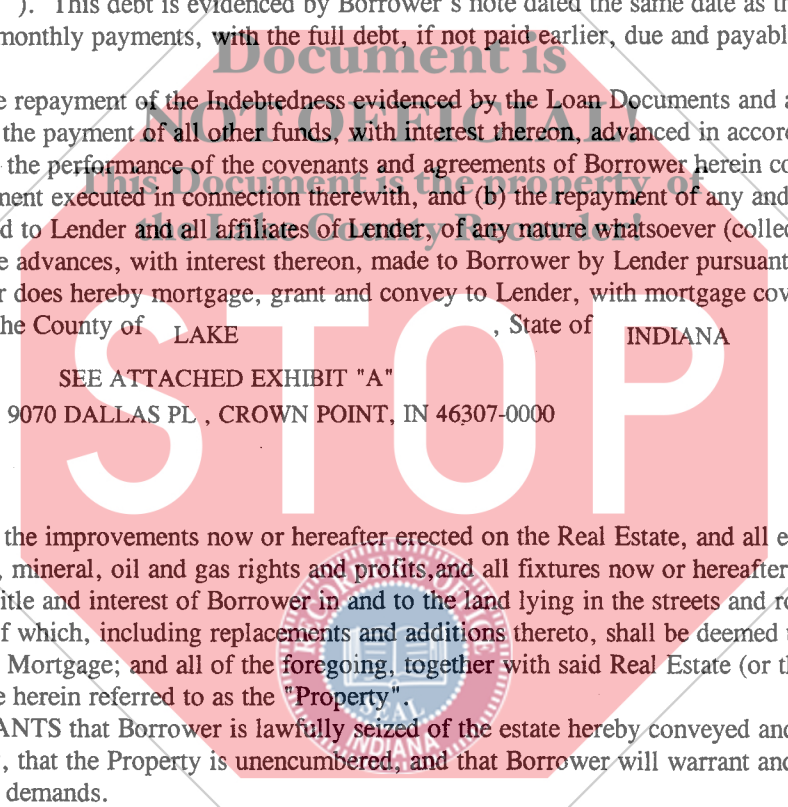 ). This debt is evidenced by Borrower's note dated the same date as th
monthly payments, with the full debt, if not paid earlier, due and payabl
Document is
e repayment of the Indebtedness evidenced by the Loan Documents and a
NOT OFFICIAL!
the payment of all other funds, with interest thereon, advanced in accor
the performance of the covenants and agreements of Borrower herein co
This Document is the property of
ment executed in connection therewith, and (b) the repayment of any and
the Lake County Recorder!
d to Lender and all affiliates of Lender, of any nature whatsoever (collec
e advances, with interest thereon, made to Borrower by Lender pursuant
r does hereby mortgage, grant and convey to Lender, with mortgage cov
he County of LAKE , State of INDIANA
SEE ATTACHED EXHIBIT "A"
9070 DALLAS PL , CROWN POINT, IN 46307-0000
STOP
the improvements now or hereafter erected on the Real Estate, and all e
, mineral, oil and gas rights and profits,and all fixtures now or hereafter
itle and interest of Borrower in and to the land lying in the streets and ro
f which, including replacements and additions thereto, shall be deemed
Mortgage; and all of the foregoing, together with said Real Estate (or th
e herein referred to as the "Property".
SEAL
ANTS that Borrower is lawfully seized of the estate hereby conveyed and
INDIANA
, that the Property is unencumbered, and that Borrower will warrant and
demands.